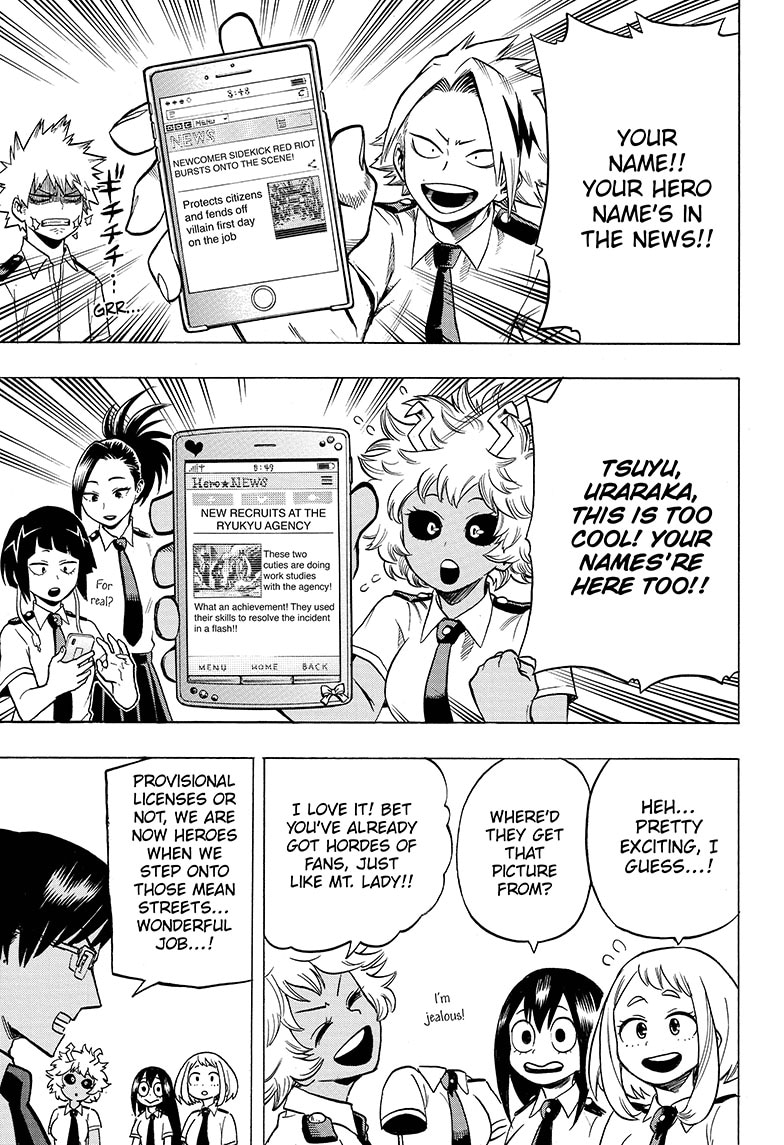 YOUR
NAME!!
YOUR HERO
NAME'S IN
THE NEWS!!
3:48
MENU
NEWS
NEWCOMER SIDEKICK RED RIOT
BURSTS ONTO THE SCENE!
Protects citizens
and fends off
villain first day
on the job
ギチチチ…
GRR...
TSUYU,
URARAKA,
THIS IS TOO
COOL! YOUR
NAMES'RE
HERE TOO!!
3:49
Hero★NEWS
NEW RECRUITS AT THE
RYUKYU AGENCY
These two
cuties are doing
work studies
with the agency!
What an achievement! They used
their skills to resolve the incident
in a flash!!
MENU HOME BACK
For
real?
HEH...
PRETTY
EXCITING, I
GUESS...!
WHERE'D
THEY GET
THAT
PICTURE
FROM?
I LOVE IT! BET
YOU'VE ALREADY
GOT HORDES OF
FANS, JUST
LIKE MT. LADY!!
I'm
jealous!
PROVISIONAL
LICENSES OR
NOT, WE ARE
NOW HEROES
WHEN WE
STEP ONTO
THOSE MEAN
STREETS...
WONDERFUL
JOB...!